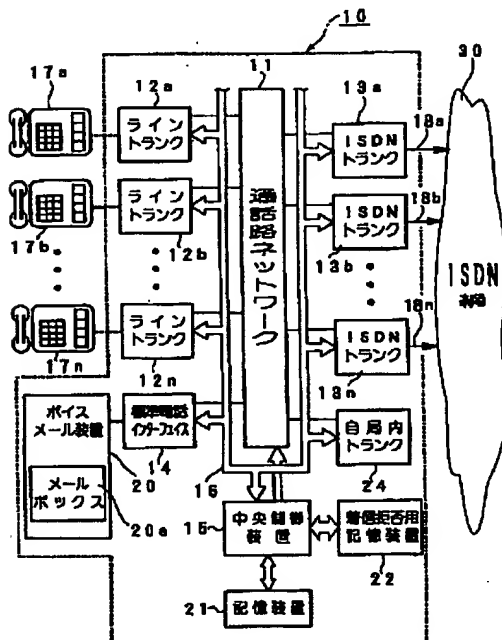 10
17a
12a
11
13a
18a
30
ライン
トランク
ISDN
トランク
17b
12b
13b
18b
ライン
トランク
ISDN
トランク
通話路ネットワーク
ISDN
17n
12n
13n
18n
ライン
トランク
ISDN
トランク
ボイス
メール装置
メール
ボックス
20
20a
標準電話
インターフェイス
14
16
自局内
トランク
24
15
中央制御
装置
着信拒否用
記憶装置
22
21
記憶装置